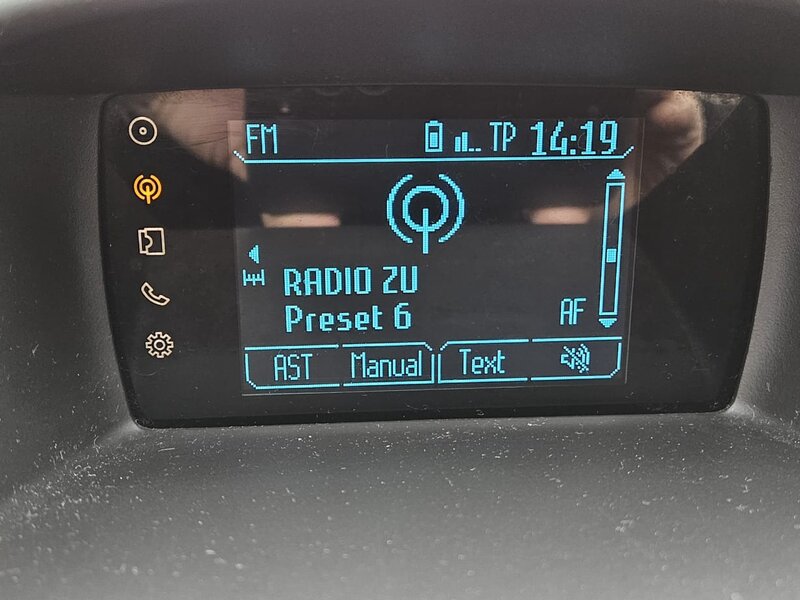 FM TP 14:19
RADIO ZU
Preset 6 AF
AST Manual Text